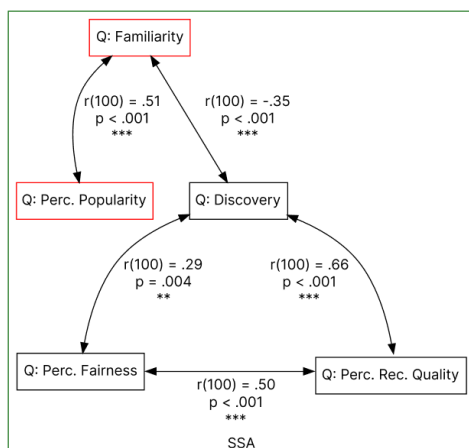 Q: Familiarity
r(100) = .51
p < .001
***
r(100) = -.35
p < .001
***
Q: Perc. Popularity
Q: Discovery
r(100) = .29
p = .004
**
r(100) = .66
p < .001
***
Q: Perc. Fairness
Q: Perc. Rec. Quality
r(100) = .50
p < .001
***
SSA